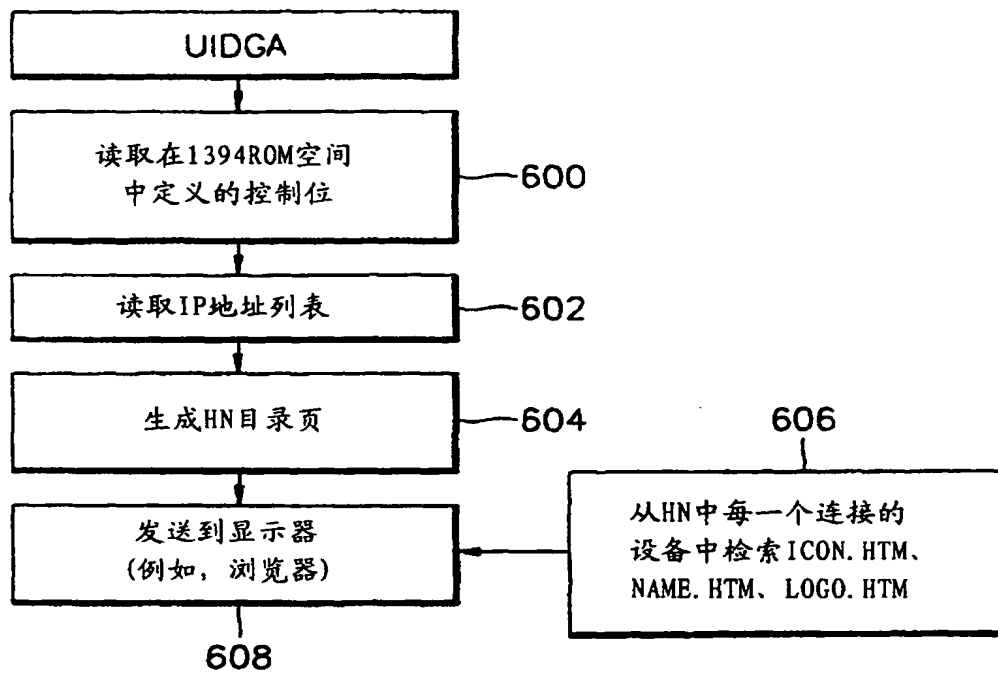 UIDGA
读取在1394ROM空间
中定义的控制位
600
读取IP地址列表
602
生成HN目录页
604
606
发送到显示器
(例如，浏览器)
608
从HN中每一个连接的
设备中检索ICON.HTM、
NAME.HTM、LOGO.HTM